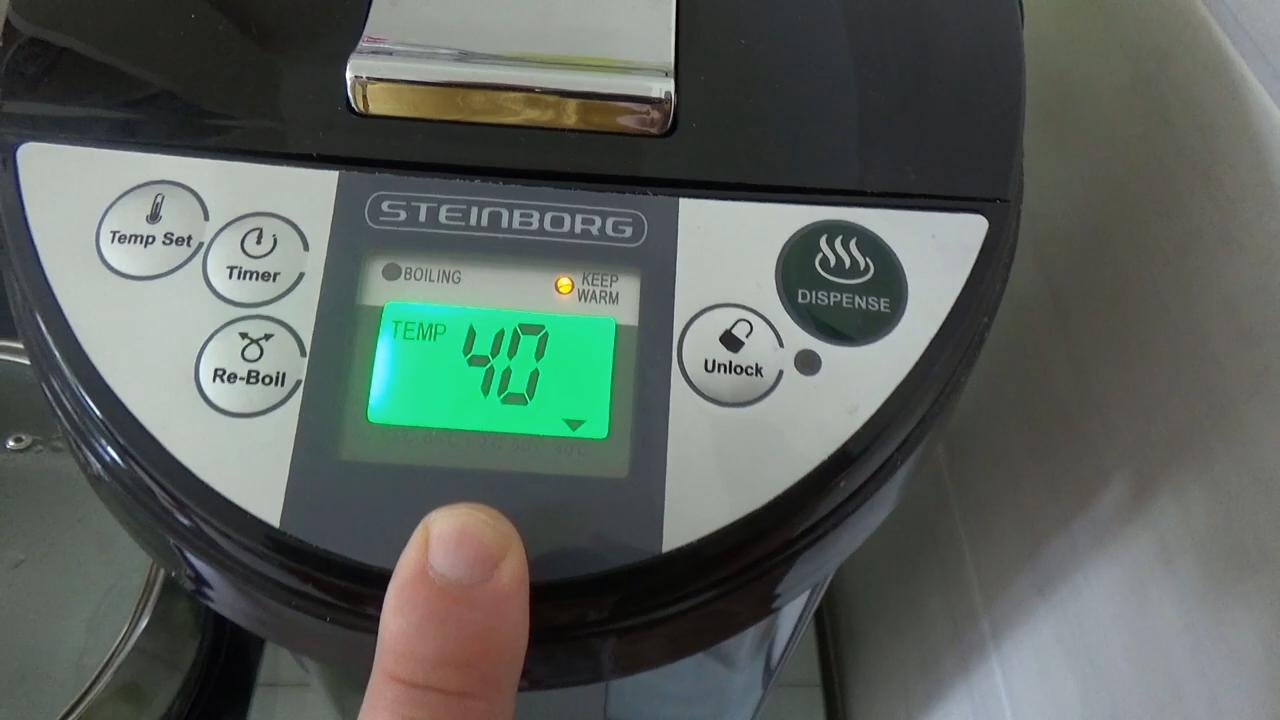 STEINBORG
Temp Set
Timer
Re-Boil
BOILING
KEEP
WARM
TEMP 40
Unlock
DISPENSE